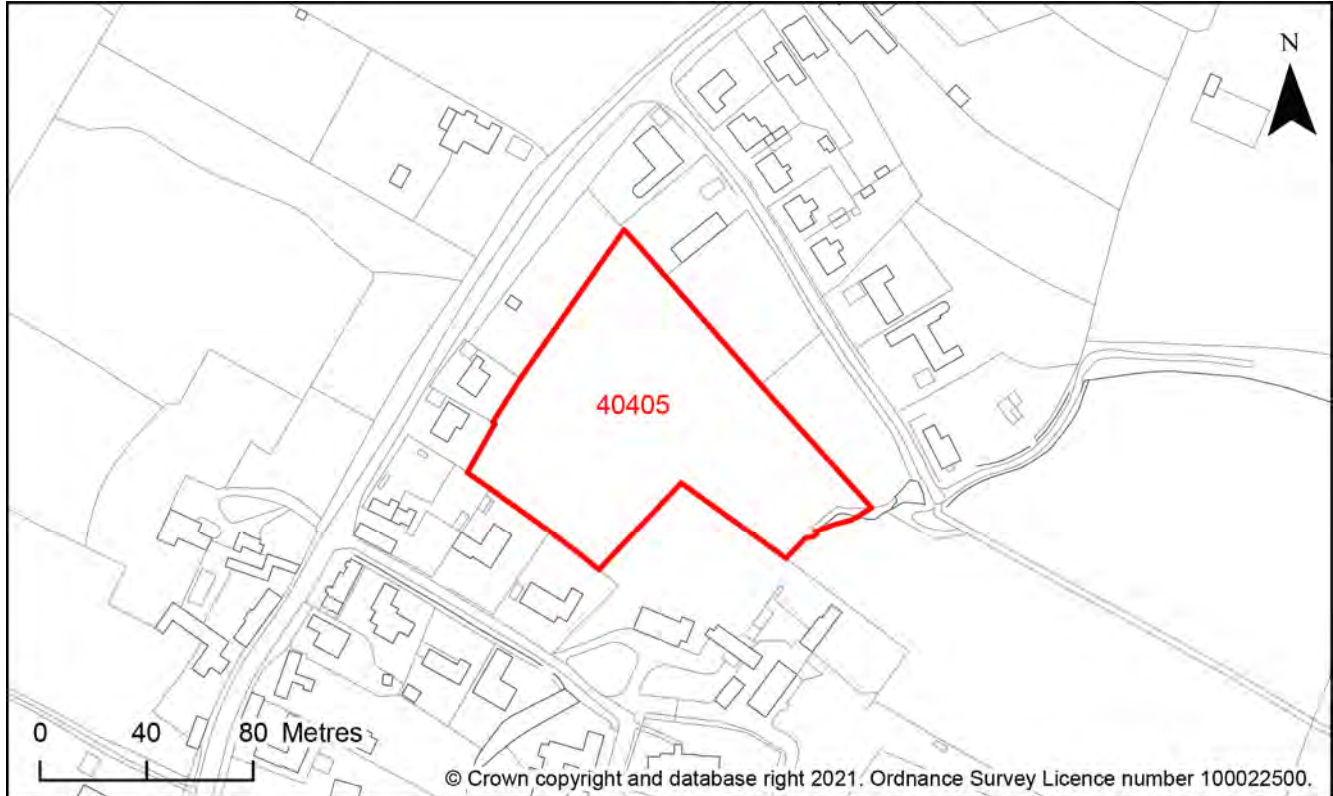 N
40405
0 40 80 Metres
© Crown copyright and database right 2021. Ordnance Survey Licence number 100022500.